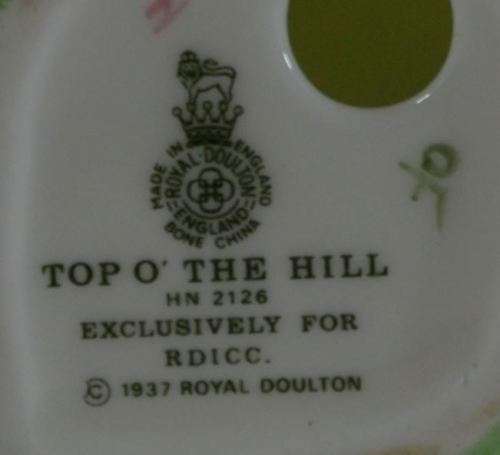 MADE IN ENGLAND
ROYAL DOULTON
ENGLAND
BONE CHINA
TOP O' THE HILL
HN 2126
EXCLUSIVELY FOR
RDICC.
© 1937 ROYAL DOULTON